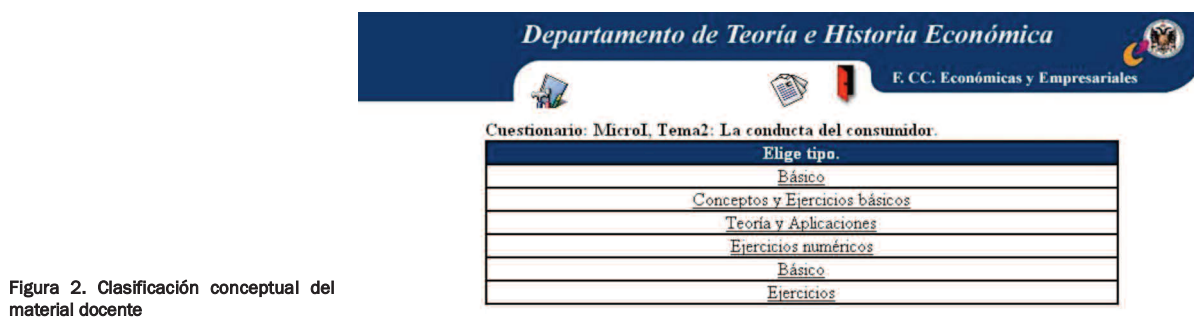 Departamento de Teoría e Historia Económica
F. CC. Económicas y Empresariales
Cuestionario: MicroI, Tema2: La conducta del consumidor.
Elige tipo.
Básico
Conceptos y Ejercicios básicos
Teoría y Aplicaciones
Ejercicios numéricos
Básico
Ejercicios
Figura 2. Clasificación conceptual del
material docente